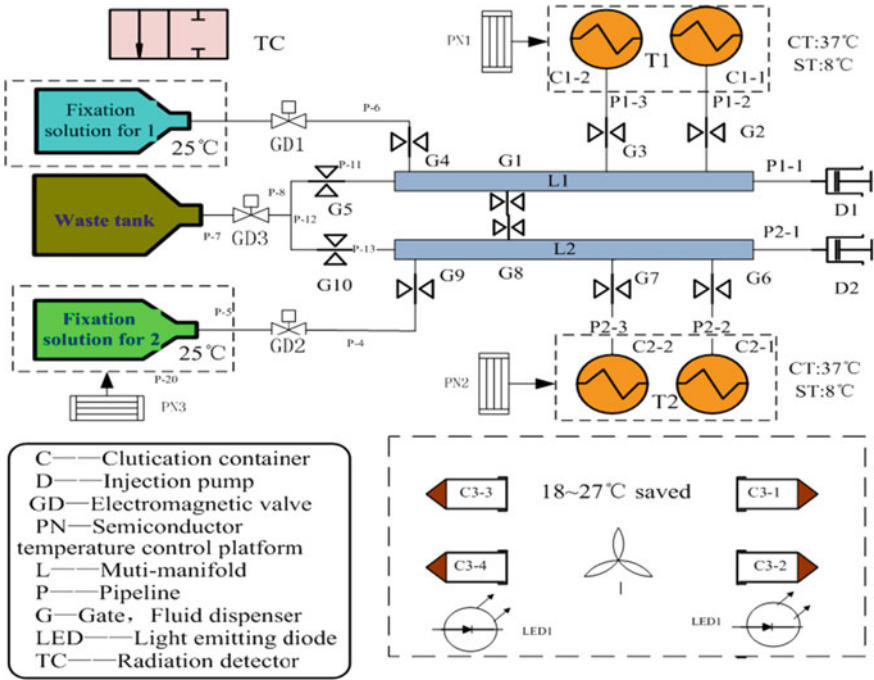 TC
PN1
T1
C1-2
C1-1
CT:37℃
ST:8℃
P1-3
P1-2
Fixation
solution for 1
25℃
GD1
P-6
G4
G1
G3
G2
L1
P1-1
D1
Waste tank
P-7
GD3
P-8
P-11
P-12
G5
P-13
G10
L2
P2-1
D2
G9
G8
G7
G6
Fixation
solution for 2
25℃
P-5
GD2
P-4
P-20
PN3
P2-3
P2-2
C2-2
C2-1
PN2
T2
CT:37℃
ST:8℃
C——Clutication container
D——Injection pump
GD—Electromagnetic valve
PN—Semiconductor
temperature control platform
L——Muti-manifold
P——Pipeline
G—Gate, Fluid dispenser
LED——Light emitting diode
TC——Radiation detector
C3-3
18~27℃ saved
C3-1
C3-4
C3-2
LED1
LED1